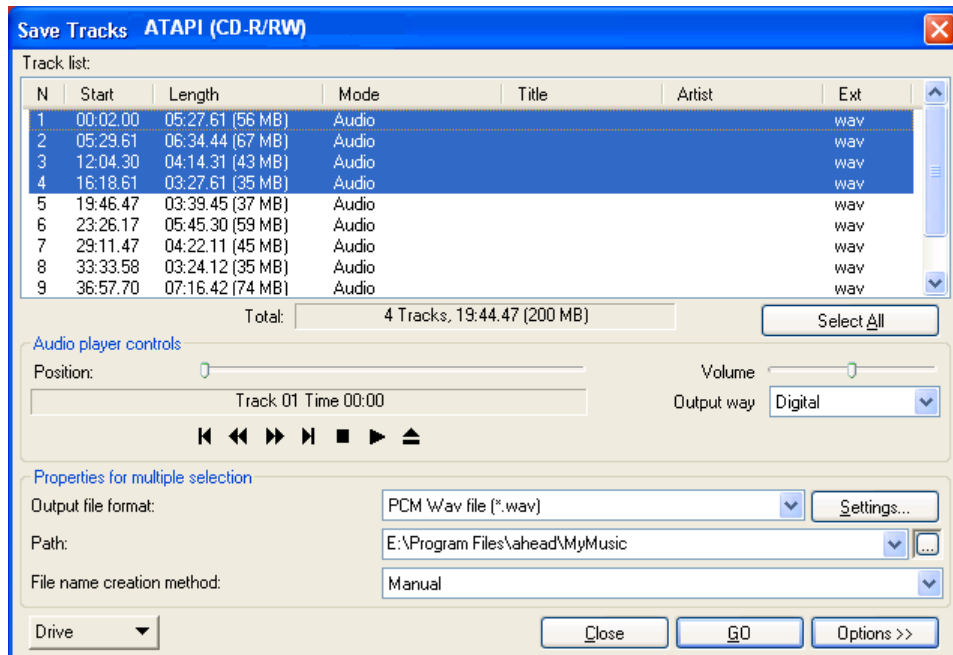 Save Tracks ATAPI (CD-R/RW)
Track list:
N Start Length Mode Title Artist Ext
1 00:02.00 05:27.61 (56 MB) Audio wav
2 05:29.61 06:34.44 (67 MB) Audio wav
3 12:04.30 04:14.31 (43 MB) Audio wav
4 16:18.61 03:27.61 (35 MB) Audio wav
5 19:46.47 03:39.45 (37 MB) Audio wav
6 23:26.17 05:45.30 (59 MB) Audio wav
7 29:11.47 04:22.11 (45 MB) Audio wav
8 33:33.58 03:24.12 (35 MB) Audio wav
9 36:57.70 07:16.42 (74 MB) Audio wav
Total: 4 Tracks, 19:44.47 (200 MB) Select All
Audio player controls
Position: Volume
Track 01 Time 00:00 Output way Digital
Properties for multiple selection
Output file format: PCM Wav file (*.wav) Settings...
Path: E:\Program Files\ahead\MyMusic ...
File name creation method: Manual
Drive Close GO Options >>